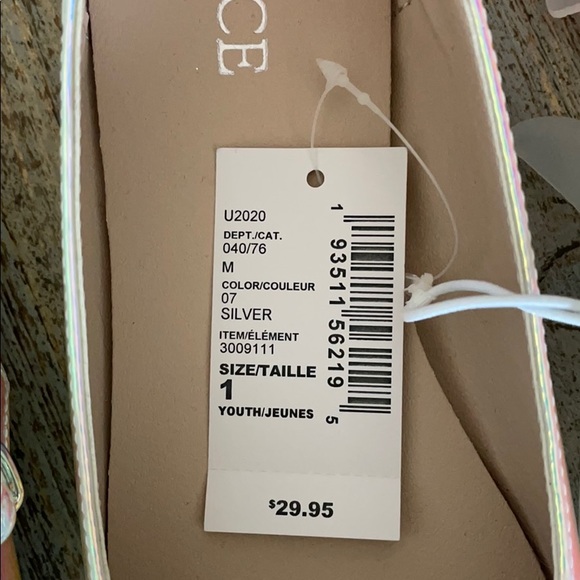 CE
U2020
DEPT./CAT.
040/76
M
COLOR/COULEUR
07
SILVER
ITEM/ÉLÉMENT
3009111
SIZE/TAILLE
1
YOUTH/JEUNES
1 93511 56219 5
$29.95